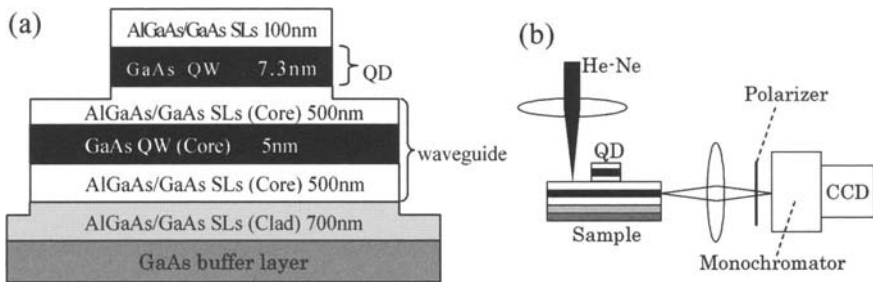 (a)
AlGaAs/GaAs SLs 100nm
GaAs QW 7.3nm
QD
AlGaAs/GaAs SLs (Core) 500nm
GaAs QW (Core) 5nm
waveguide
AlGaAs/GaAs SLs (Core) 500nm
AlGaAs/GaAs SLs (Clad) 700nm
GaAs buffer layer
(b)
He-Ne
Polarizer
QD
CCD
Sample
Monochromator